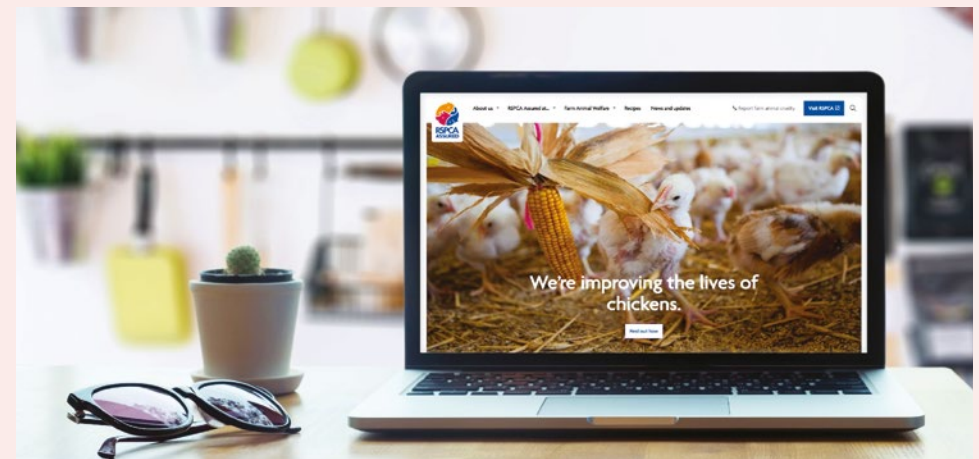 RSPCA
ASSURED
About us
RSPCA Assured at...
Farm Animal Welfare
Recipes
News and updates
Report farm animal cruelty
Visit RSPCA
We're improving the lives of
chickens.
Find out how